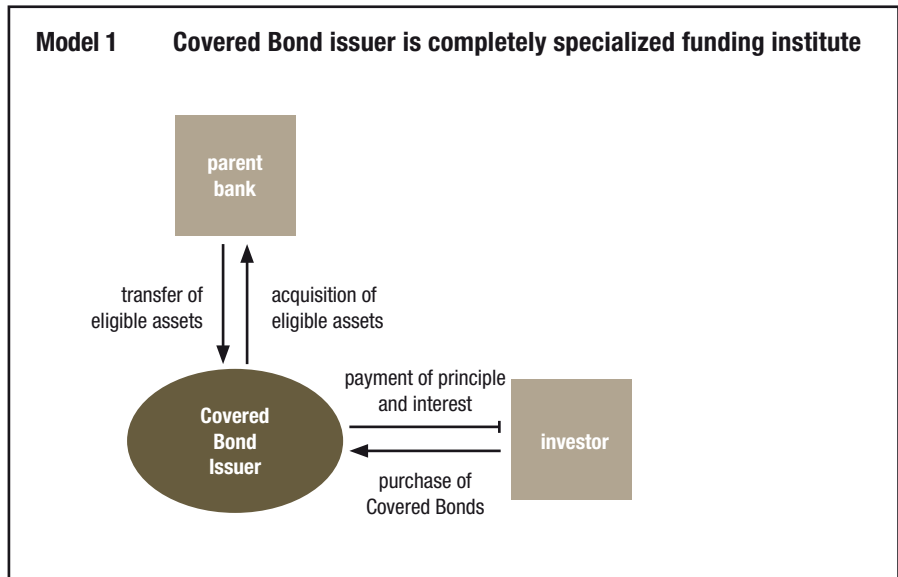 Model 1 Covered Bond issuer is completely specialized funding institute
parent
bank
transfer of
eligible assets
acquisition of
eligible assets
Covered
Bond
Issuer
payment of principle
and interest
investor
purchase of
Covered Bonds